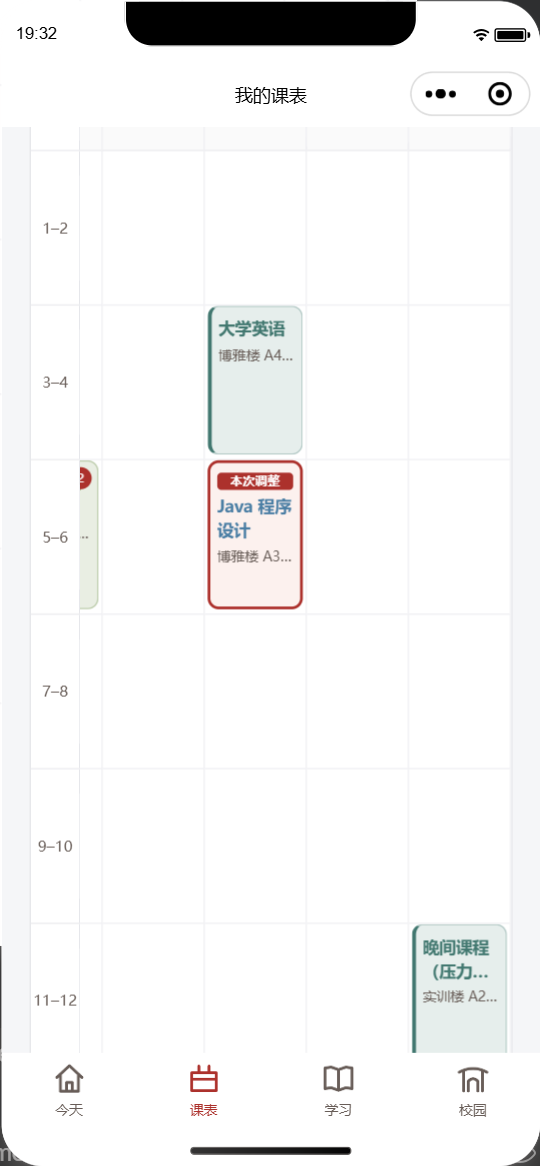 19:32
我的课表
1–2
3–4
大学英语
博雅楼 A4...
5–6
2
...
本次调整
Java 程序
设计
博雅楼 A3...
7–8
9–10
11–12
晚间课程
（压力...
实训楼 A2...
今天
课表
学习
校园